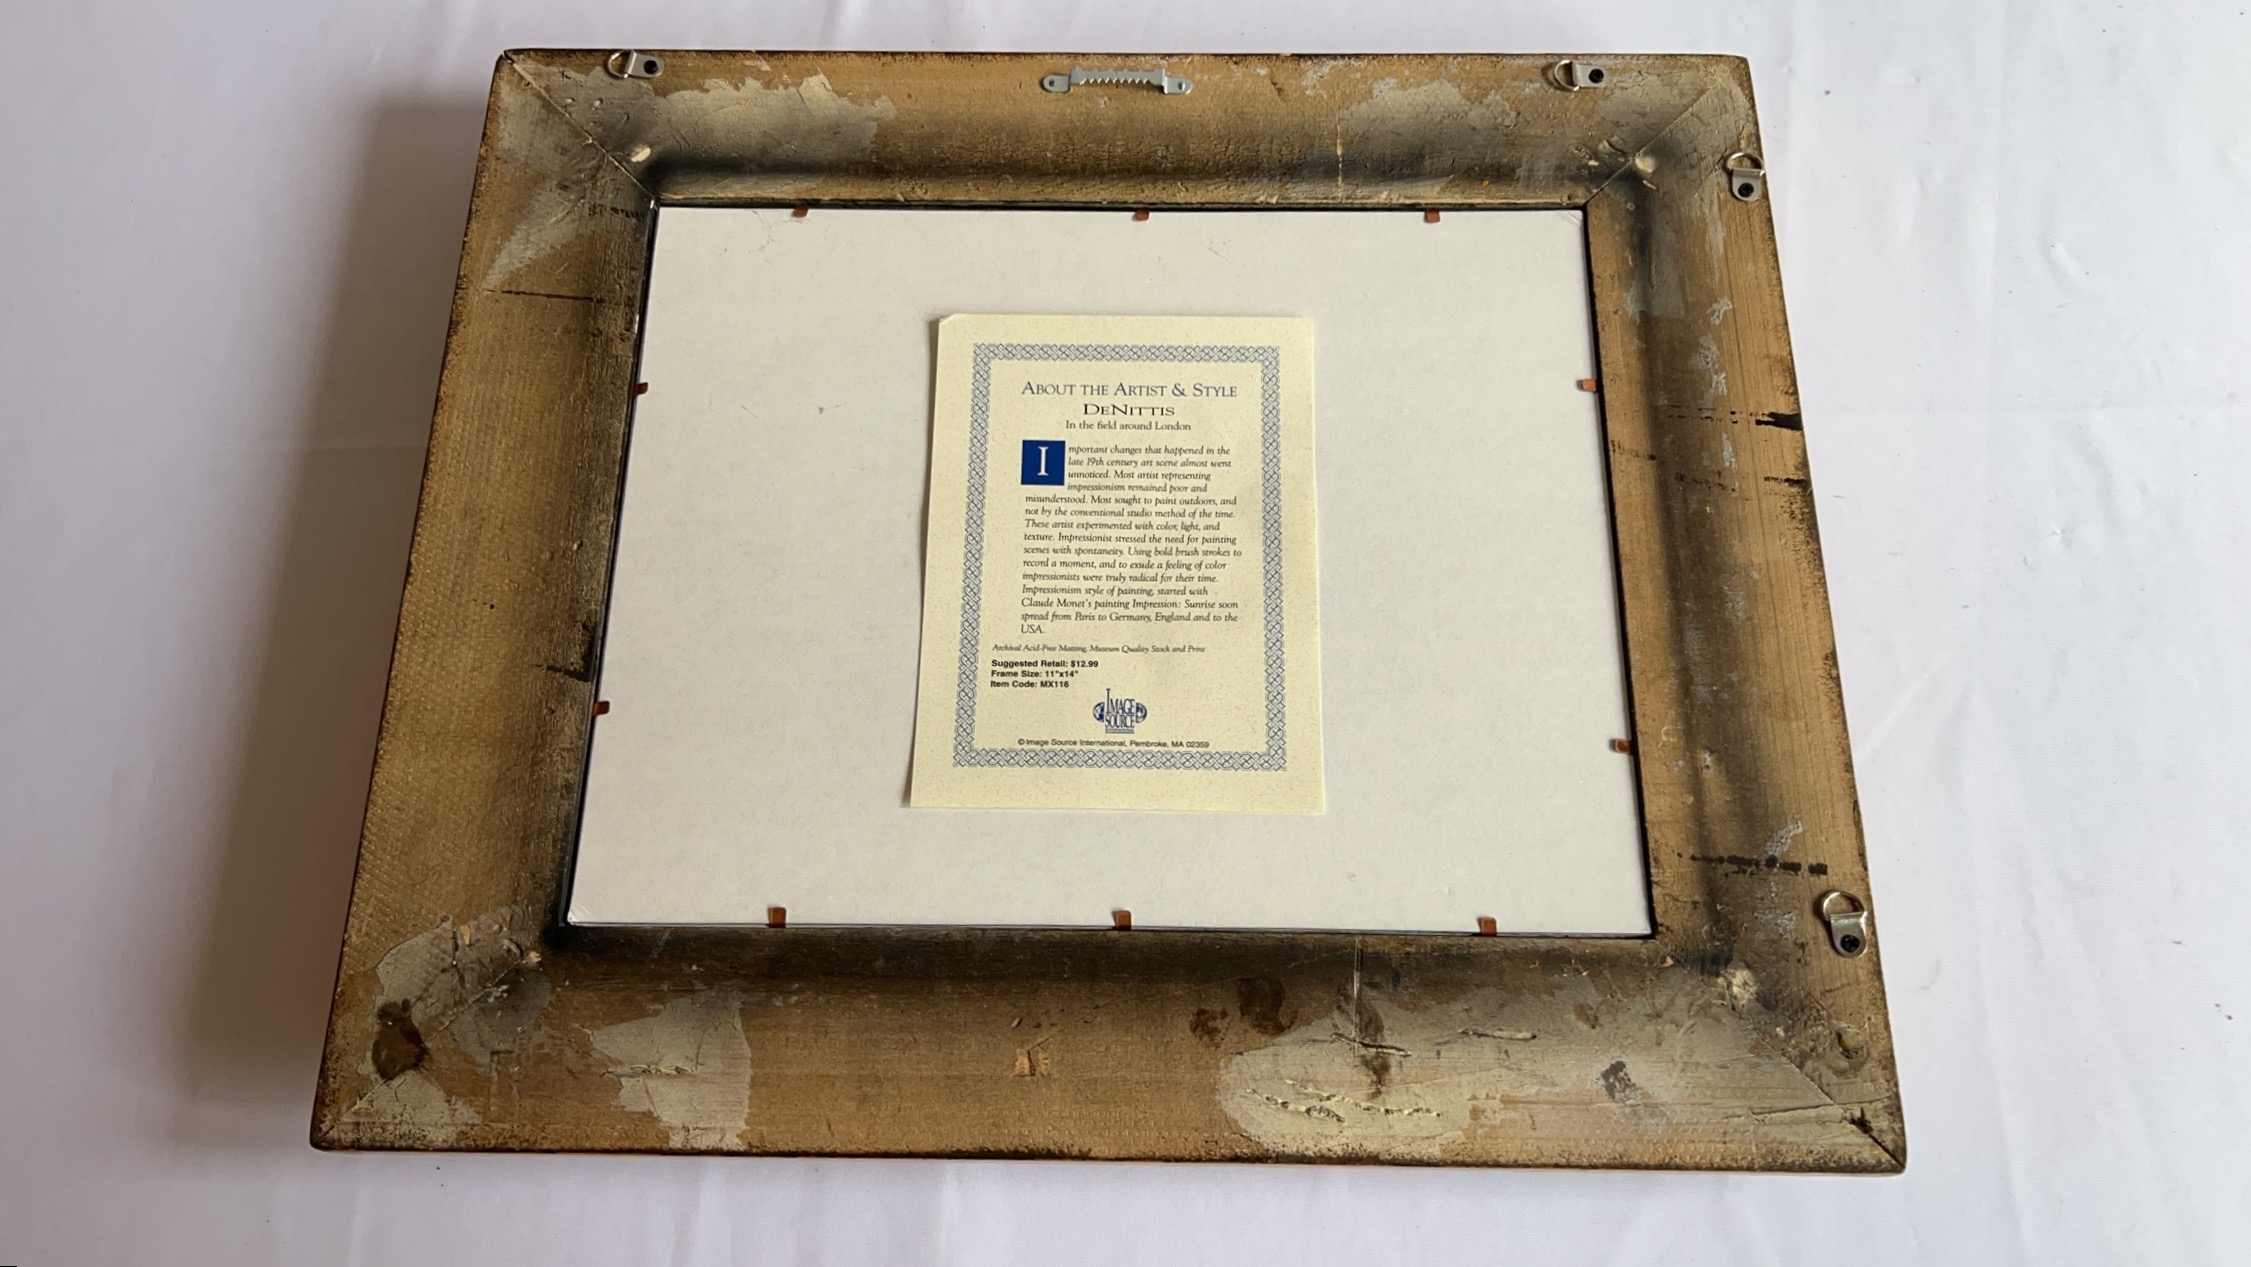 ABOUT THE ARTIST & STYLE
DENITTIS
In the field around London
Important changes that happened in the
late 19th century art scene almost went
unnoticed. Most artist representing
impressionism remained poor and
misunderstood. Most sought to paint outdoors, and
not by the conventional studio method of the time.
These artist experimented with color, light, and
texture. Impressionist stressed the need for painting
scenes with spontaneity. Using bold brush strokes to
record a moment, and to exude a feeling of color
impressionists were truly radical for their time.
Impressionism style of painting, started with
Claude Monet's painting Impression: Sunrise soon
spread from Paris to Germany, England and to the
USA.
Archival Acid-Free Matting, Museum Quality Stock and Print
Suggested Retail: $12.99
Frame Size: 11"x14"
Item Code: MX116
IMAGE
SOURCE
INTERNATIONAL
© Image Source International, Pembroke, MA 02359